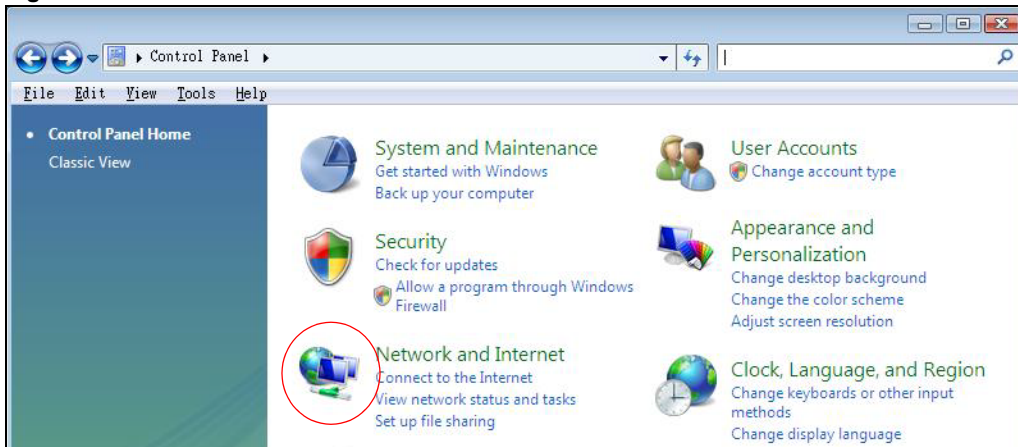 Control Panel
File Edit View Tools Help
Control Panel Home
Classic View
System and Maintenance
Get started with Windows
Back up your computer
Security
Check for updates
Allow a program through Windows
Firewall
Network and Internet
Connect to the Internet
View network status and tasks
Set up file sharing
User Accounts
Change account type
Appearance and
Personalization
Change desktop background
Change the color scheme
Adjust screen resolution
Clock, Language, and Region
Change keyboards or other input
methods
Change display language